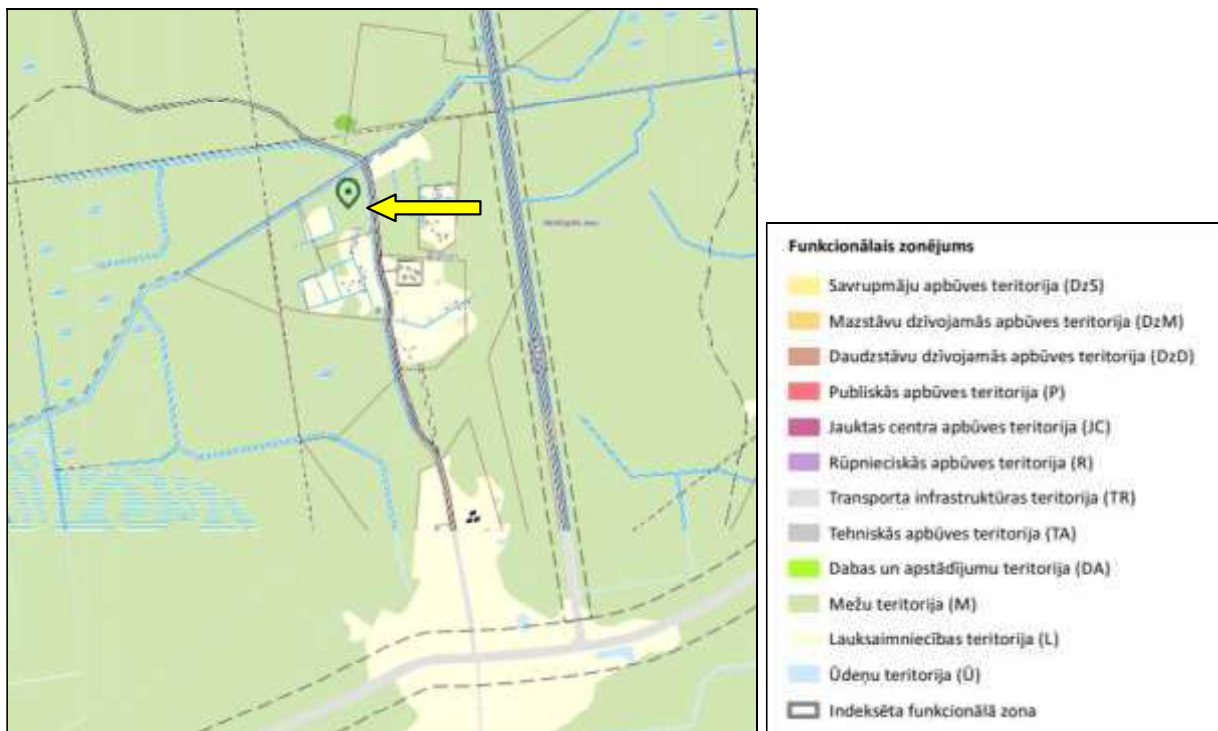 Funkcionālais zonējums
Savrupmāju apbūves teritorija (DzS)
Mazstāvu dzīvojamās apbūves teritorija (DzM)
Daudzstāvu dzīvojamās apbūves teritorija (DzD)
Publiskās apbūves teritorija (P)
Jauktas centra apbūves teritorija (JC)
Rūpnieciskās apbūves teritorija (R)
Transporta infrastruktūras teritorija (TR)
Tehniskās apbūves teritorija (TA)
Dabas un apstādījumu teritorija (DA)
Mežu teritorija (M)
Lauksaimniecības teritorija (L)
Ūdeņu teritorija (Ū)
Indeksēta funkcionālā zona